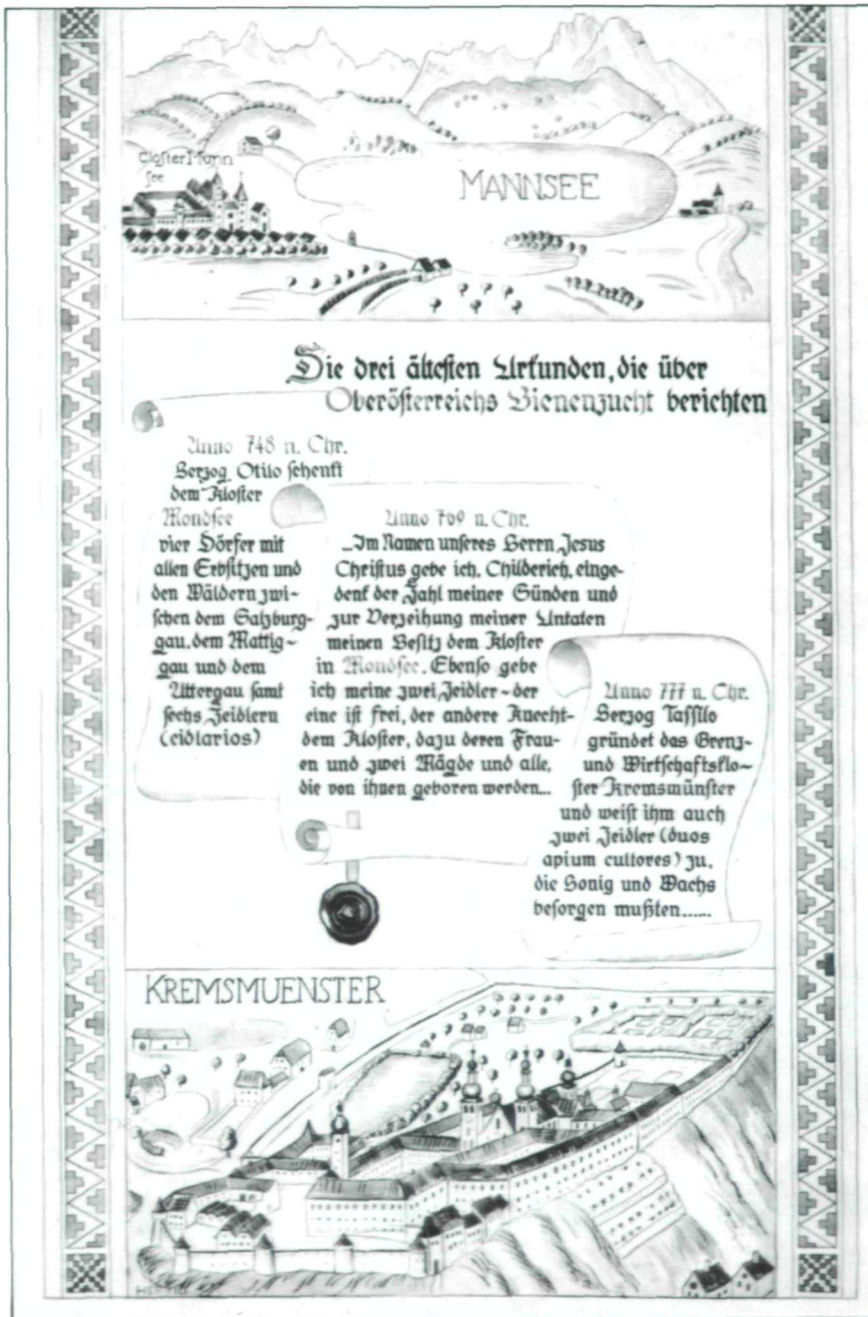 Closter Mann
see
MANNSEE
Die drei ältesten Urkunden, die über
Oberösterreichs Bienenzucht berichten
Anno 748 n. Chr.
Herzog Otilo schenkt
dem Kloster
Mondsee
vier Dörfer mit
allen Erbsitzen und
den Wäldern zwi-
schen dem Salzburg-
gau, dem Mattig-
gau und dem
Attergau samt
sechs Zeidlern
(cidlarios)
Anno 769 n. Chr.
...Im Namen unseres Herrn Jesus
Christus gebe ich, Childerich, einge-
denk der Zahl meiner Sünden und
zur Verzeihung meiner Untaten
meinen Besitz dem Kloster
in Mondsee. Ebenso gebe
ich meine zwei Zeidler - der
eine ist frei, der andere Knecht -
dem Kloster, dazu deren Frau-
en und zwei Mägde und alle,
die von ihnen geboren werden...
Anno 777 n. Chr.
Herzog Tassilo
gründet das Grenz-
und Wirtschaftsklo-
ster Kremsmünster
und weist ihm auch
zwei Zeidler (duos
apium cultores) zu,
die Honig und Wachs
besorgen mußten......
KREMSMUENSTER